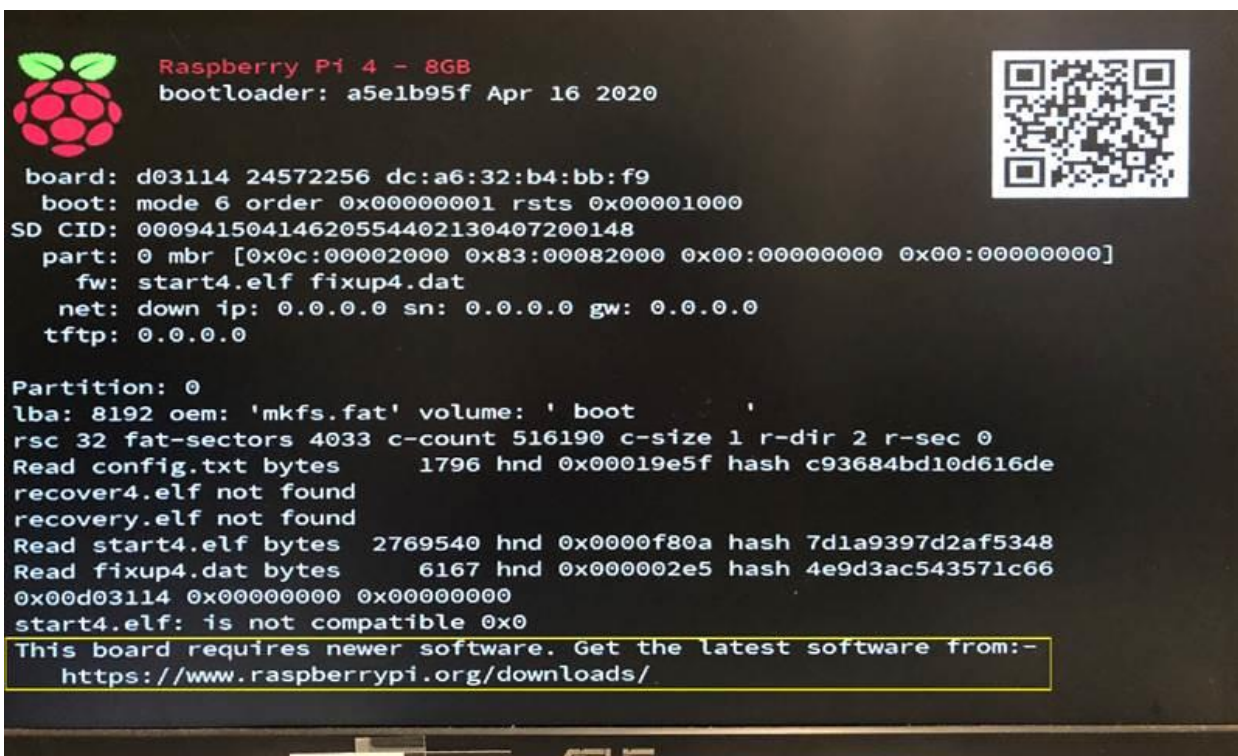 Raspberry Pi 4 - 8GB
bootloader: a5e1b95f Apr 16 2020
board: d03114 24572256 dc:a6:32:b4:bb:f9
boot: mode 6 order 0x00000001 rsts 0x00001000
SD CID: 00094150414620554402130407200148
part: 0 mbr [0x0c:00002000 0x83:00082000 0x00:00000000 0x00:00000000]
fw: start4.elf fixup4.dat
net: down ip: 0.0.0.0 sn: 0.0.0.0 gw: 0.0.0.0
tftp: 0.0.0.0
Partition: 0
lba: 8192 oem: 'mkfs.fat' volume: ' boot       '
rsc 32 fat-sectors 4033 c-count 516190 c-size 1 r-dir 2 r-sec 0
Read config.txt bytes     1796 hnd 0x00019e5f hash c93684bd10d616de
recover4.elf not found
recovery.elf not found
Read start4.elf bytes  2769540 hnd 0x0000f80a hash 7d1a9397d2af5348
Read fixup4.dat bytes     6167 hnd 0x000002e5 hash 4e9d3ac543571c66
0x00d03114 0x00000000 0x00000000
start4.elf: is not compatible 0x0
This board requires newer software. Get the latest software from:-
https://www.raspberrypi.org/downloads/